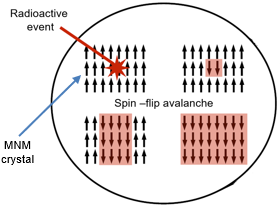 Radioactive
event
Spin –flip avalanche
MNM
crystal